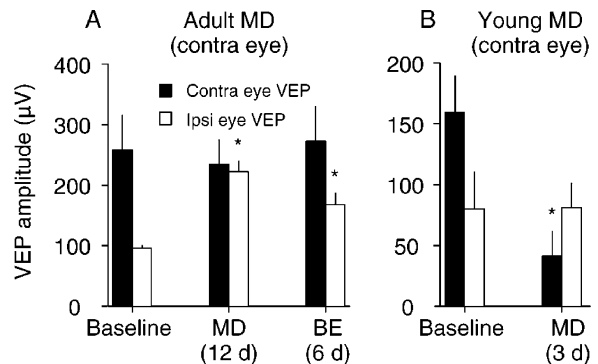 A
Adult MD
(contra eye)
VEP amplitude (µV)
400
300
200
100
0
Contra eye VEP
Ipsi eye VEP
*
*
Baseline
MD
(12 d)
BE
(6 d)
B
Young MD
(contra eye)
200
150
100
50
0
*
Baseline
MD
(3 d)